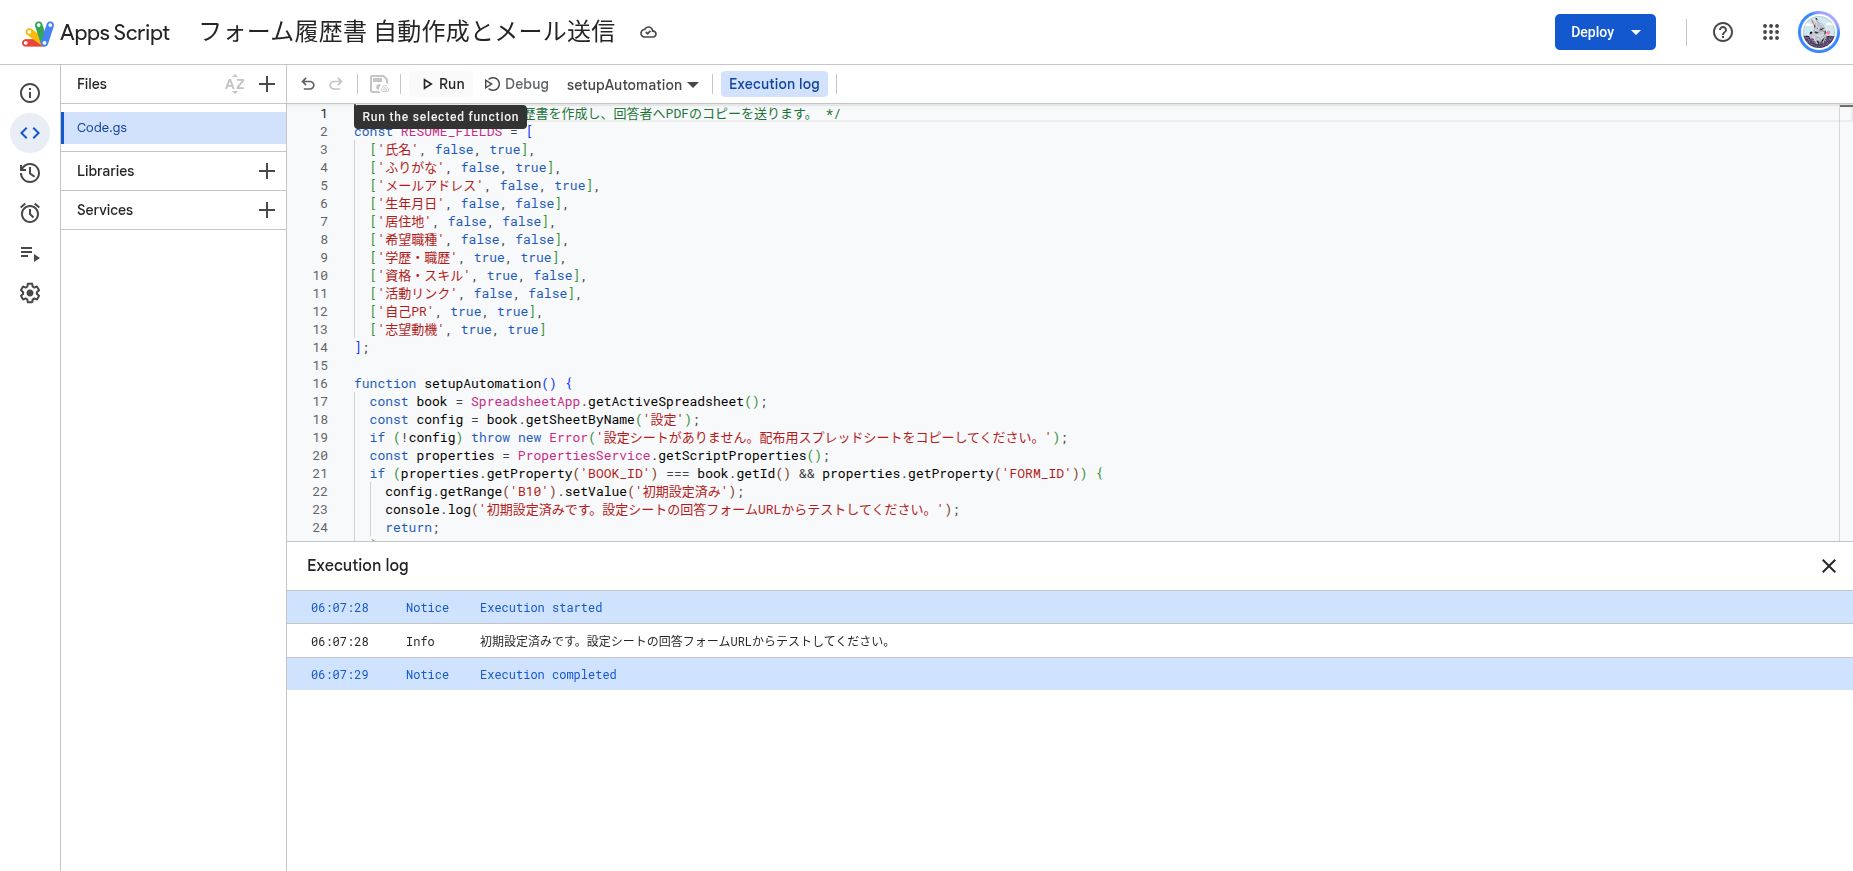 Apps Script フォーム履歴書 自動作成とメール送信
Deploy
Files
AZ
Run
Debug
setupAutomation
Execution log
Code.gs
Libraries
Services
Run the selected function
1 歴書を作成し、回答者へPDFのコピーを送ります。 */
2 const RESUME_FIELDS = [
3 ['氏名', false, true],
4 ['ふりがな', false, true],
5 ['メールアドレス', false, true],
6 ['生年月日', false, false],
7 ['居住地', false, false],
8 ['希望職種', false, false],
9 ['学歴・職歴', true, true],
10 ['資格・スキル', true, false],
11 ['活動リンク', false, false],
12 ['自己PR', true, true],
13 ['志望動機', true, true]
14 ];
15
16 function setupAutomation() {
17 const book = SpreadsheetApp.getActiveSpreadsheet();
18 const config = book.getSheetByName('設定');
19 if (!config) throw new Error('設定シートがありません。配布用スプレッドシートをコピーしてください。');
20 const properties = PropertiesService.getScriptProperties();
21 if (properties.getProperty('BOOK_ID') === book.getId() && properties.getProperty('FORM_ID')) {
22 config.getRange('B10').setValue('初期設定済み');
23 console.log('初期設定済みです。設定シートの回答フォームURLからテストしてください。');
24 return;
Execution log
06:07:28 Notice Execution started
06:07:28 Info 初期設定済みです。設定シートの回答フォームURLからテストしてください。
06:07:29 Notice Execution completed